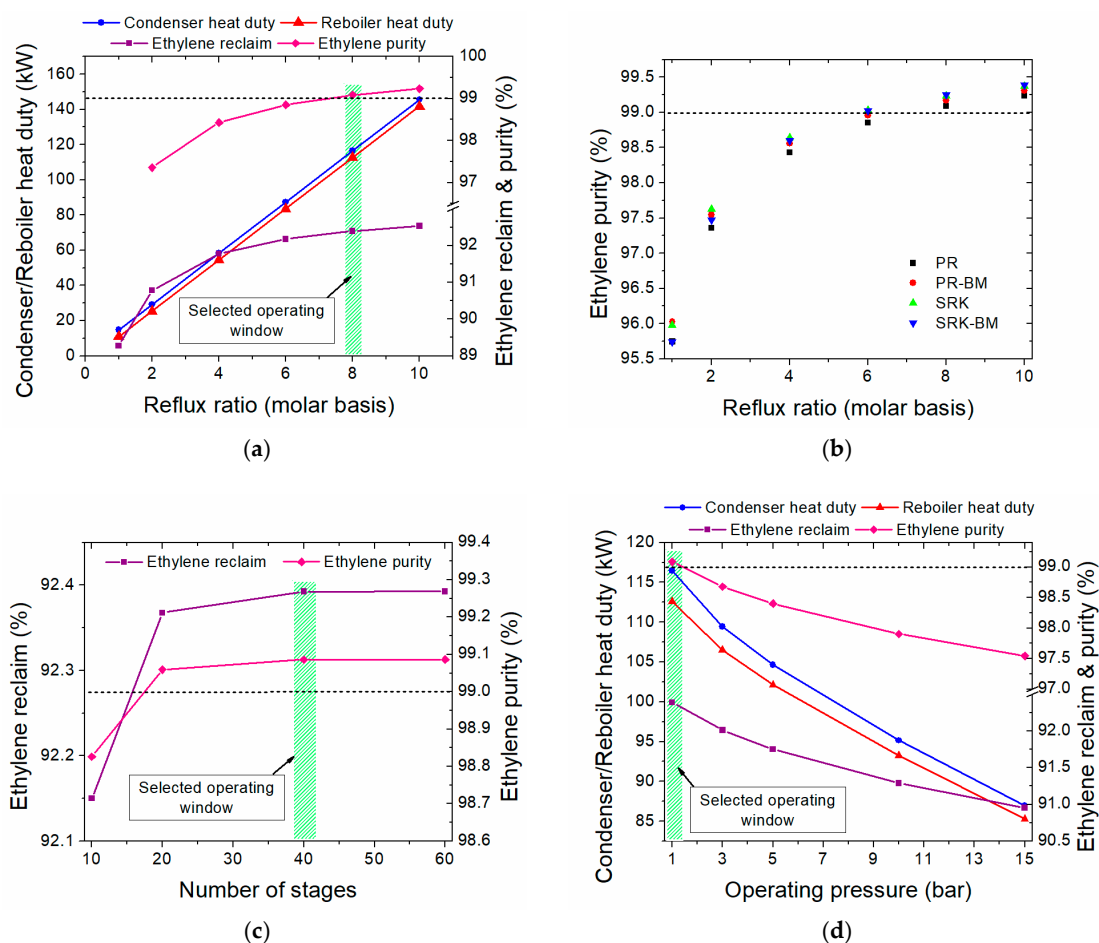 Condenser heat duty Reboiler heat duty
Ethylene reclaim Ethylene purity
Condenser/Reboiler heat duty (kW)
160
140
120
100
80
60
40
20
0
0 2 4 6 8 10
Reflux ratio (molar basis)
100
99
98
97
92
91
90
89
Ethylene reclaim & purity (%)
Selected operating
window
(a)
Ethylene purity (%)
99.5
99.0
98.5
98.0
97.5
97.0
96.0
95.5
2 4 6 8 10
Reflux ratio (molar basis)
PR
PR-BM
SRK
SRK-BM
(b)
Ethylene reclaim Ethylene purity
Ethylene reclaim (%)
92.4
92.3
92.2
92.1
10 20 30 40 50 60
Number of stages
99.4
99.3
99.2
99.1
99.0
98.9
98.8
98.7
98.6
Ethylene purity (%)
Selected operating
window
(c)
Condenser heat duty Reboiler heat duty
Ethylene reclaim Ethylene purity
Condenser/Reboiler heat duty (kW)
120
115
110
105
100
95
90
85
1 3 5 7 9 11 13 15
Operating pressure (bar)
99.0
98.5
98.0
97.5
97.0
92.0
91.5
91.0
90.5
Ethylene reclaim & purity (%)
Selected operating
window
(d)